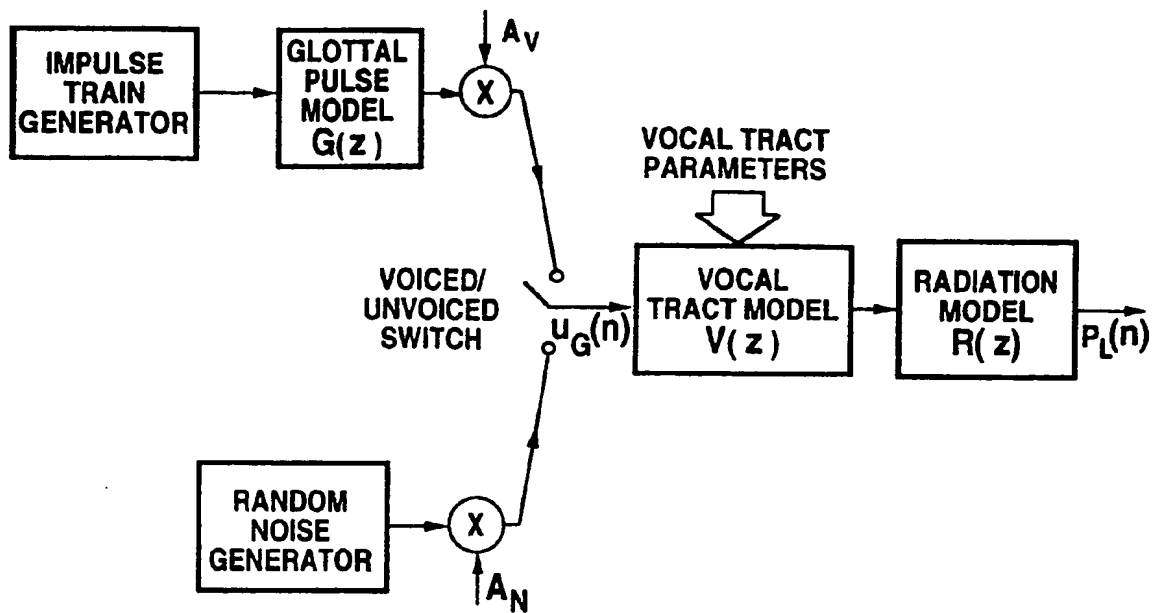 IMPULSE
TRAIN
GENERATOR
GLOTTAL
PULSE
MODEL
G(z)
A_V
X
VOCAL TRACT
PARAMETERS
VOICED/
UNVOICED
SWITCH
u_G(n)
VOCAL
TRACT MODEL
V(z)
RADIATION
MODEL
R(z)
P_L(n)
RANDOM
NOISE
GENERATOR
X
A_N